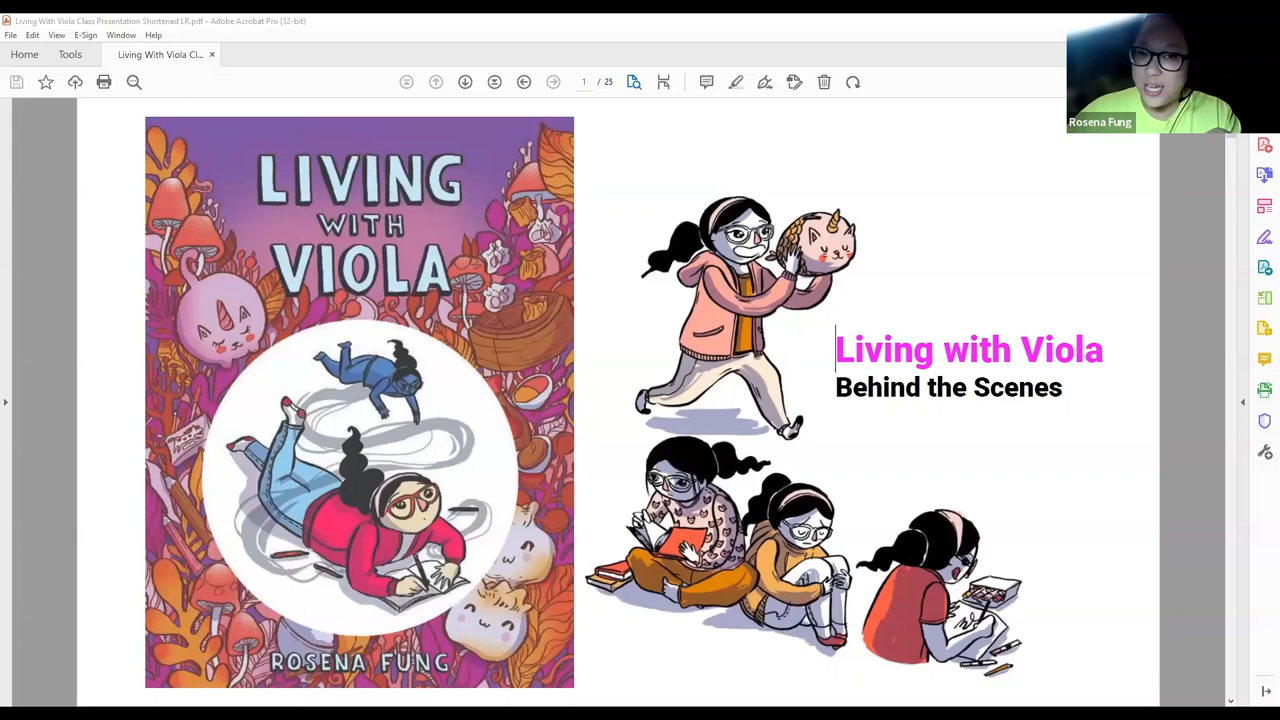 Living With Viola Class Presentation Shortened LR.pdf - Adobe Acrobat Pro (32-bit)
File Edit View E-Sign Window Help
Home Tools Living With Viola Cl... ×
1 / 25
Rosena Fung
LIVING
WITH
VIOLA
ROSENA FUNG
Living with Viola
Behind the Scenes